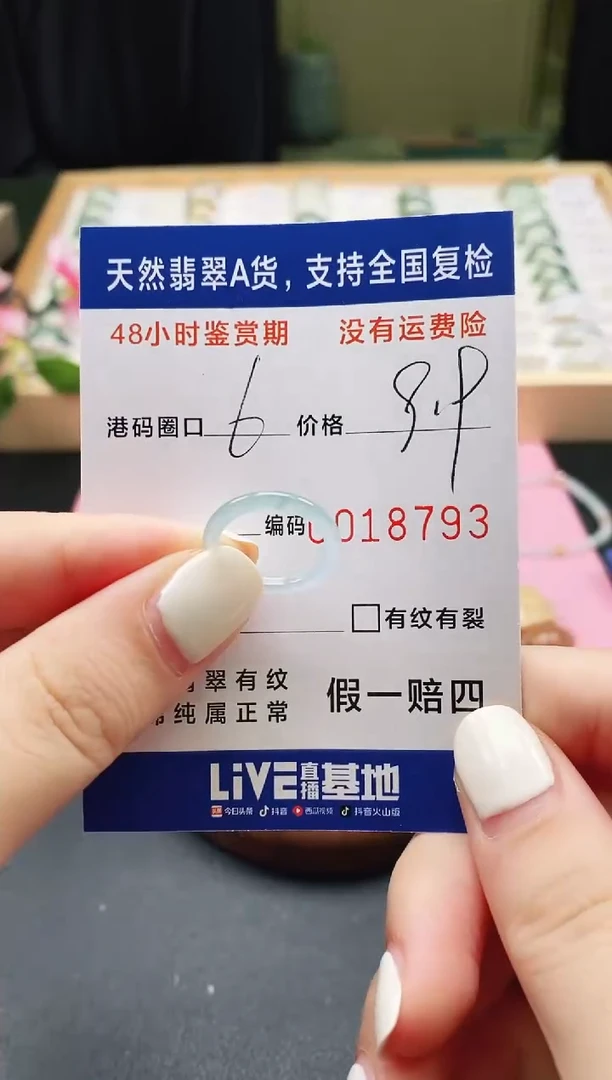 天然翡翠A货，支持全国复检
48小时鉴赏期 没有运费险
港码圈口 6 价格
编码 018793
□有纹有裂
翠有纹
纯属正常
假一赔四
LiVE直播基地
今日头条 抖音 西瓜视频 抖音火山版